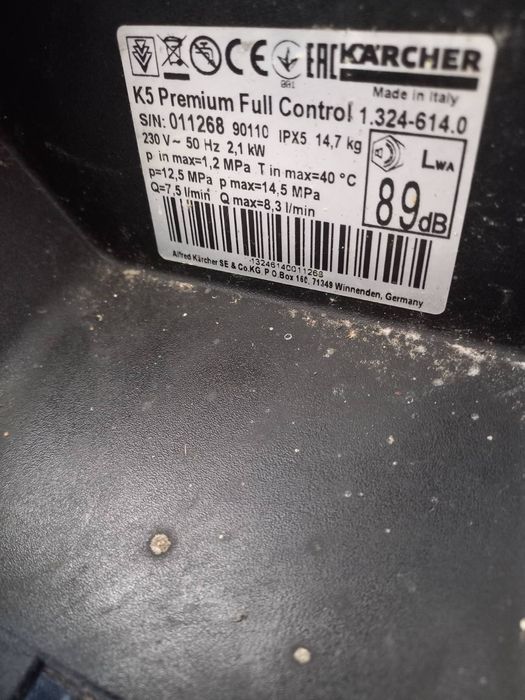 CE EAC KÄRCHER
001
Made in Italy
K5 Premium Full Control 1.324-614.0
S/N: 011268 90110 IPX5 14,7 kg
230 V~ 50 Hz 2,1 kW
p in max=1,2 MPa T in max=40 °C
p=12,5 MPa p max=14,5 MPa
Q=7,5 l/min Q max=8,3 l/min
LWA
89dB
Alfred Kärcher SE & Co.KG, P.O.Box 160, 71349 Winnenden, Germany